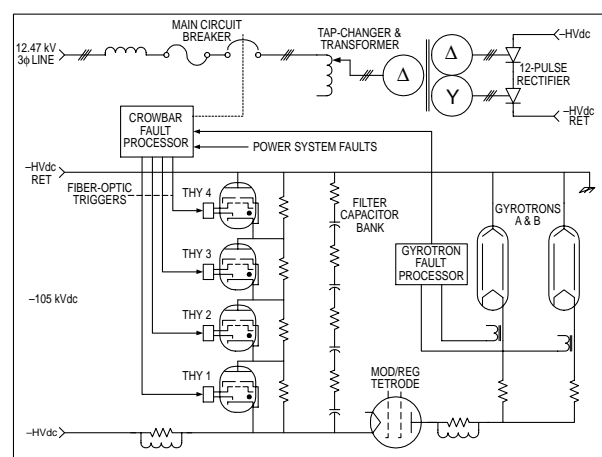 MAIN CIRCUIT
BREAKER
TAP-CHANGER &
TRANSFORMER
–HVdc
12.47 kV
3ϕ LINE
Δ
Δ
Y
12-PULSE
RECTIFIER
–HVdc
RET
CROWBAR
FAULT
PROCESSOR
POWER SYSTEM FAULTS
–HVdc
RET
FIBER-OPTIC
TRIGGERS
THY 4
FILTER
CAPACITOR
BANK
GYROTRONS
A & B
GYROTRON
FAULT
PROCESSOR
THY 3
–105 kVdc
THY 2
THY 1
MOD/REG
TETRODE
–HVdc